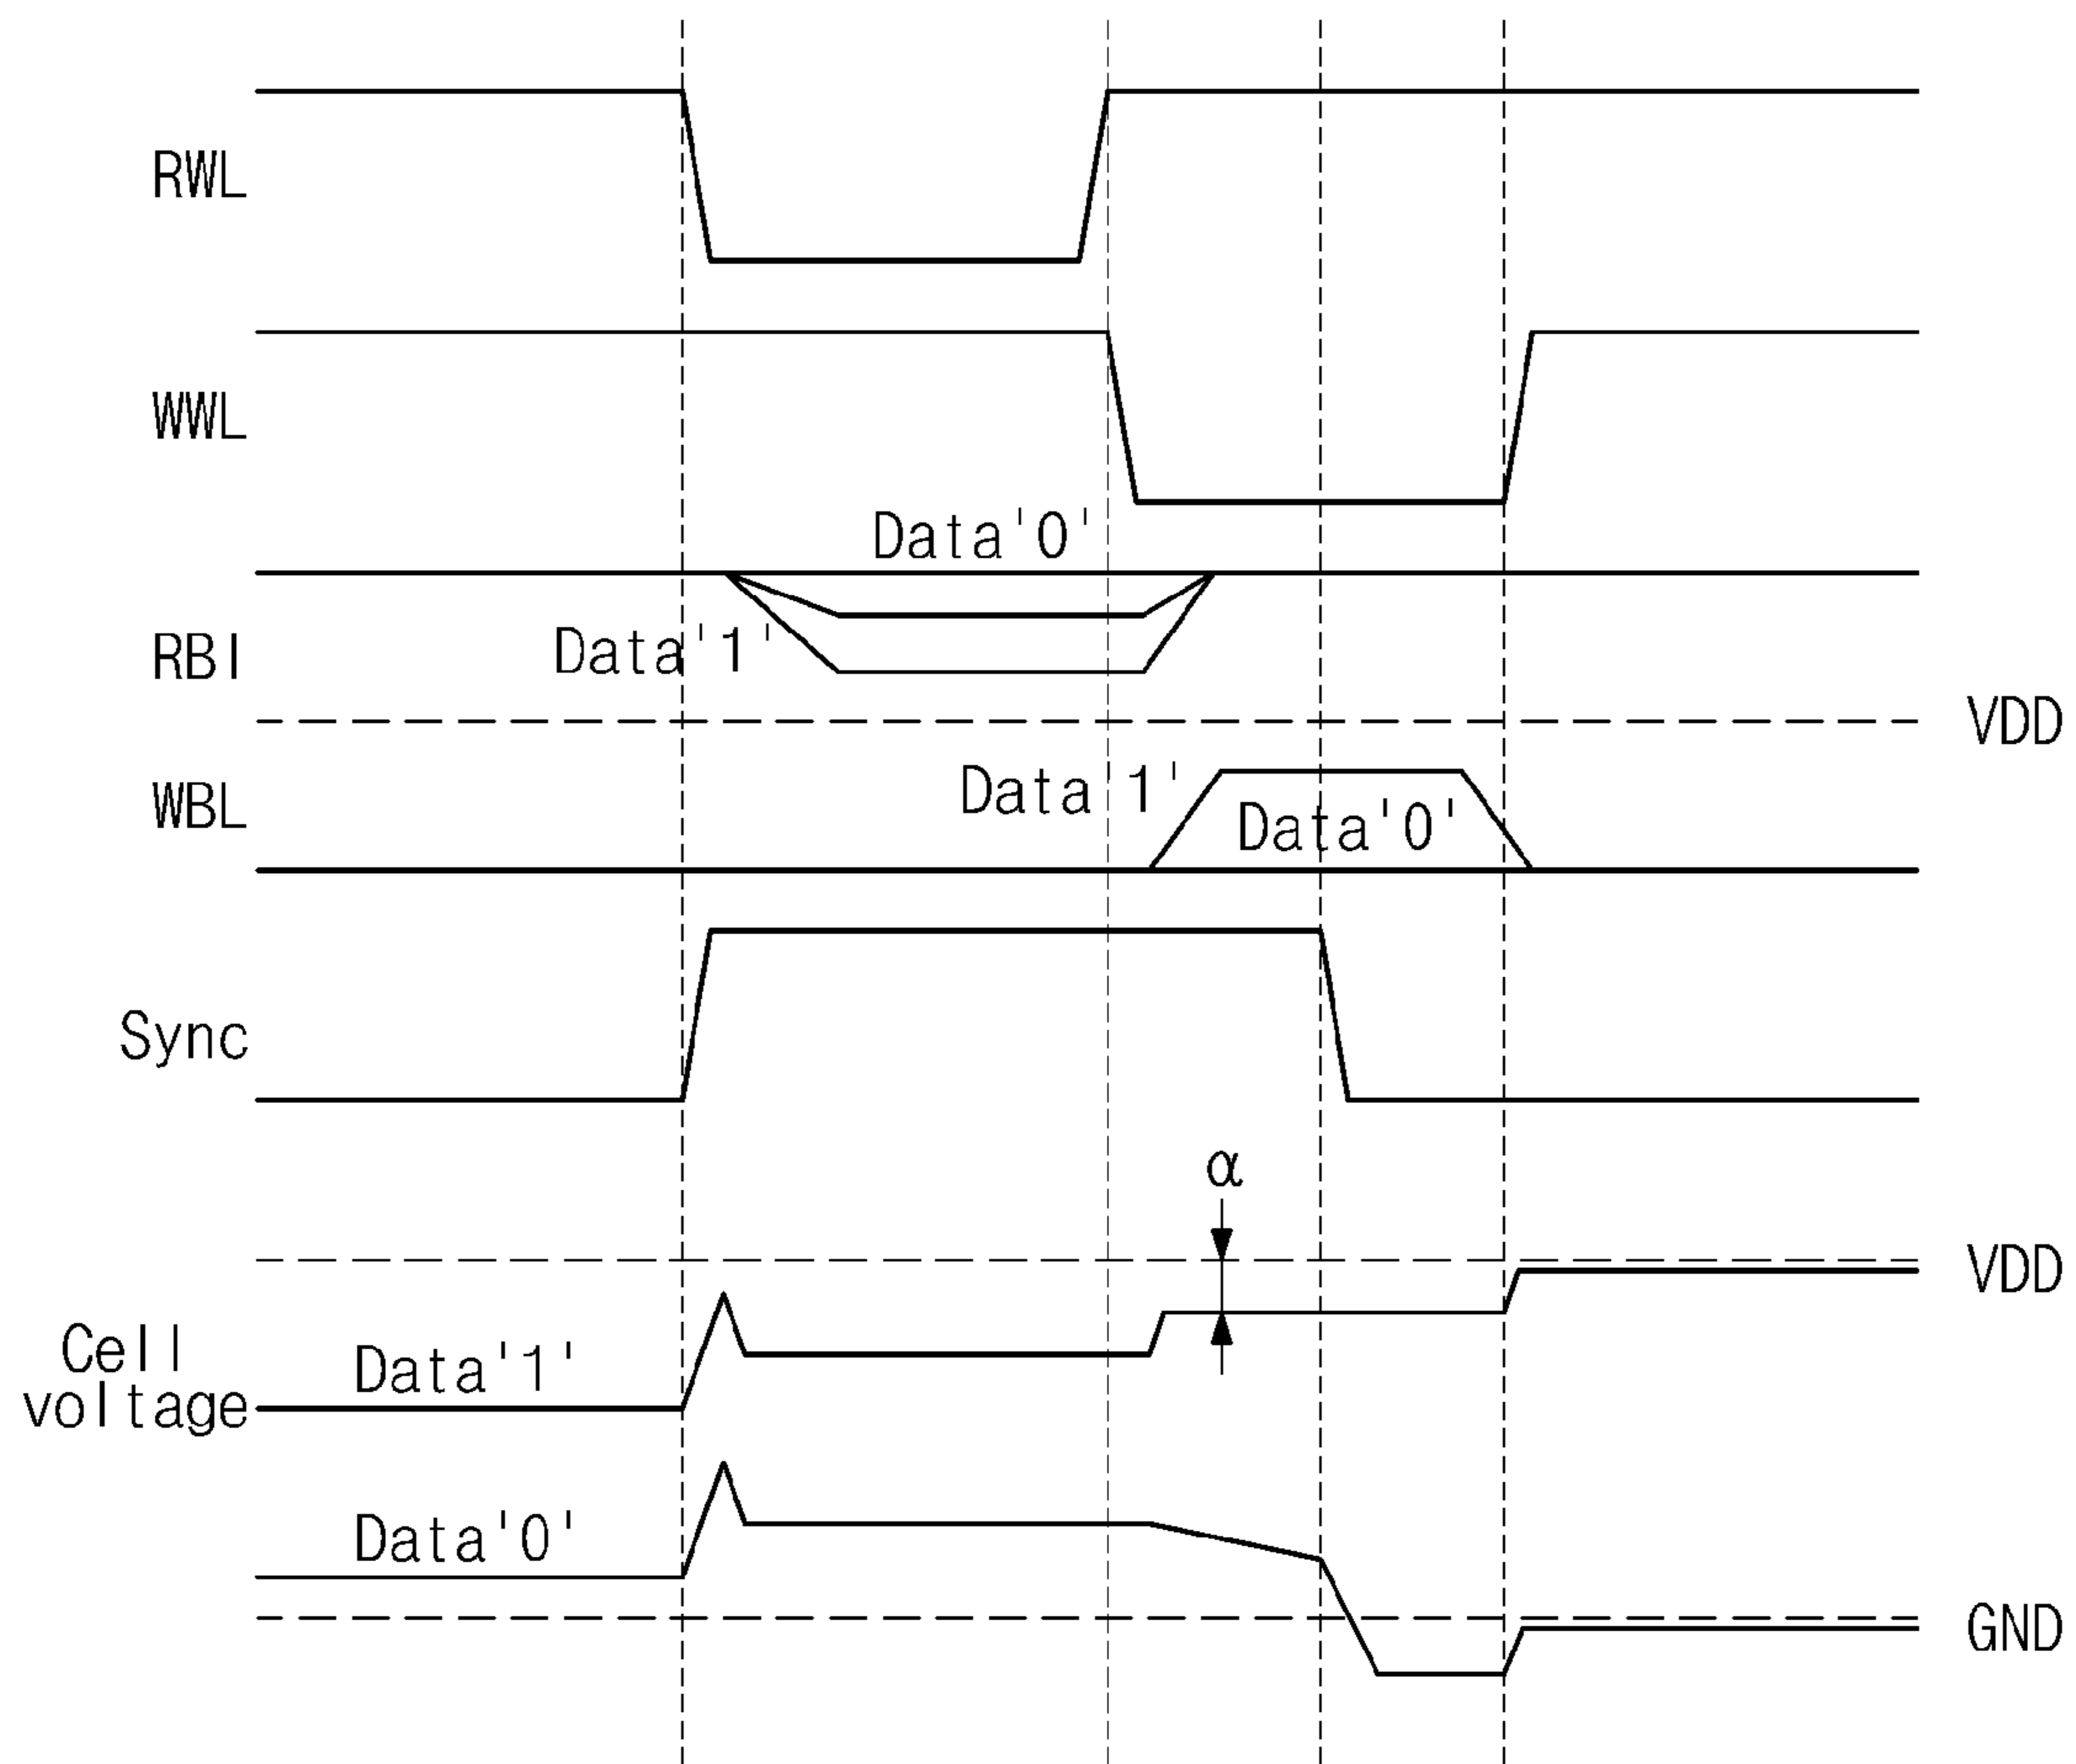 RWL
WWL
Data'0'
RBI
Data'1'
VDD
WBL
Data'1'
Data'0'
Sync
α
VDD
Cell
voltage
Data'1'
Data'0'
GND